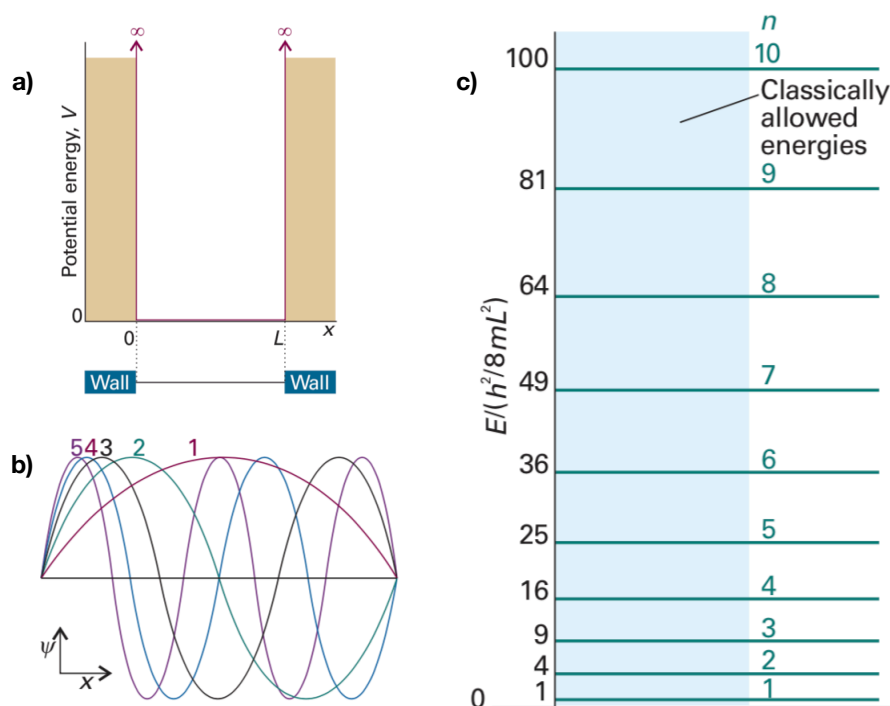 a)
∞ ∞
Potential energy, V
0
0 L x
Wall Wall
b)
5 4 3 2 1
ψ
x
c)
E/(h²/8mL²)
n
100 10
Classically
allowed
energies
81 9
64 8
49 7
36 6
25 5
16 4
9 3
4 2
1 1
0